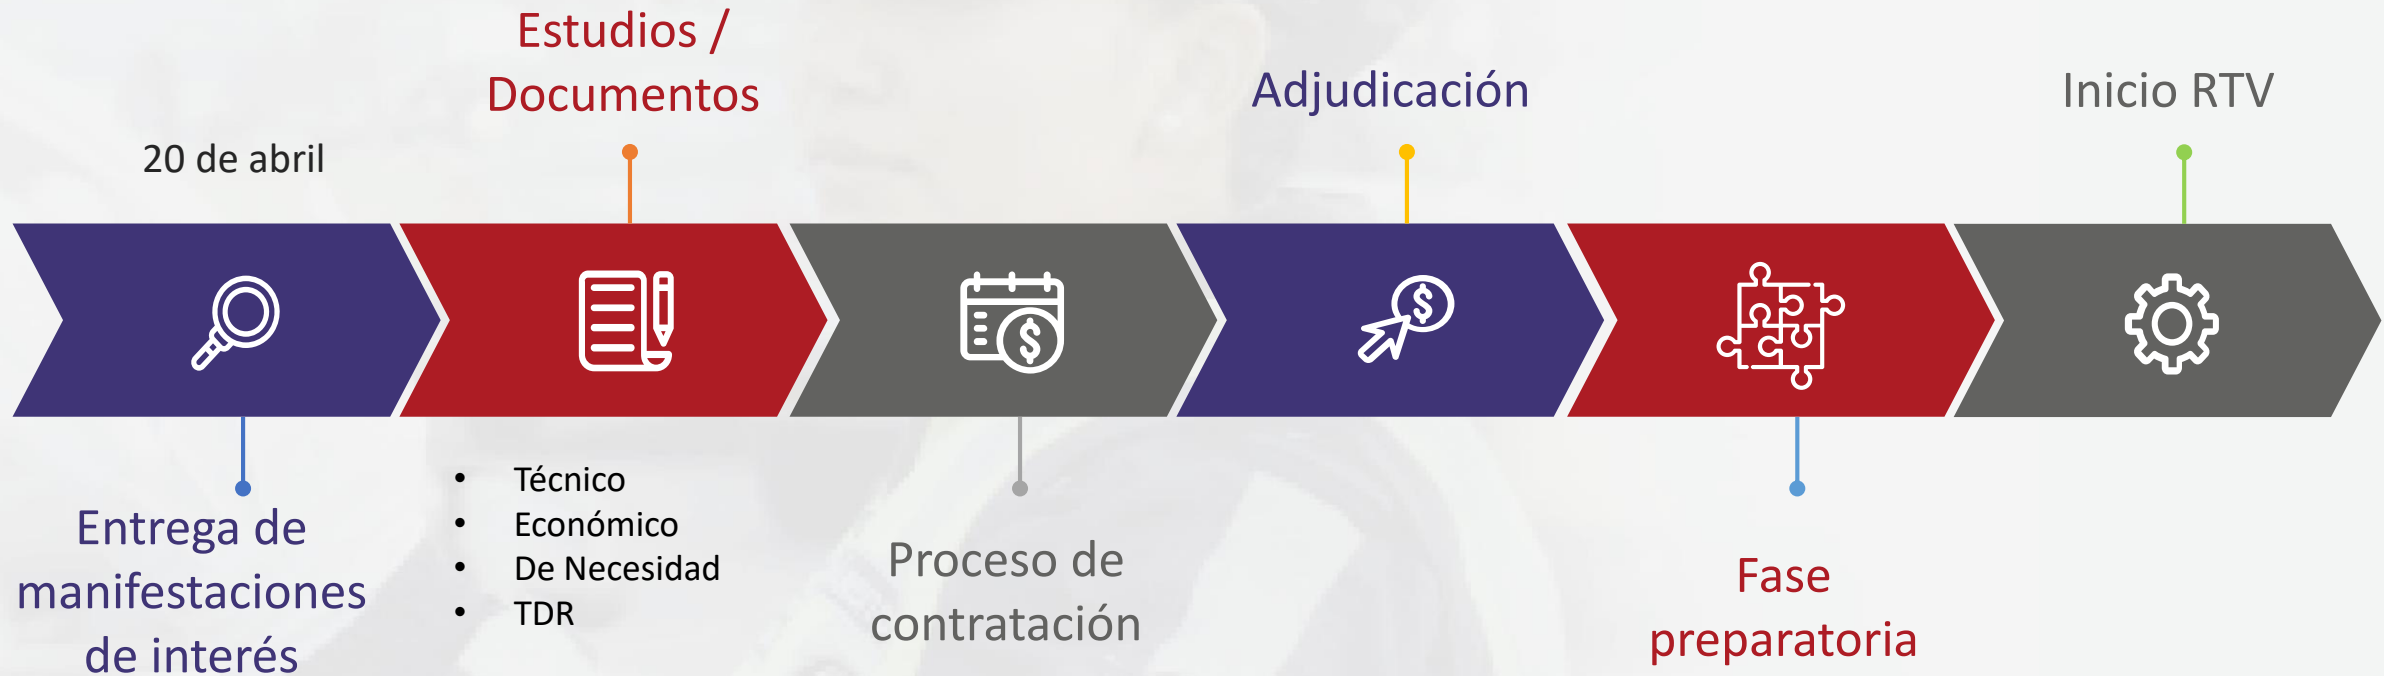 20 de abril
Entrega de
manifestaciones
de interés
Estudios /
Documentos
• Técnico
• Económico
• De Necesidad
• TDR
Proceso de
contratación
Adjudicación
Fase
preparatoria
Inicio RTV